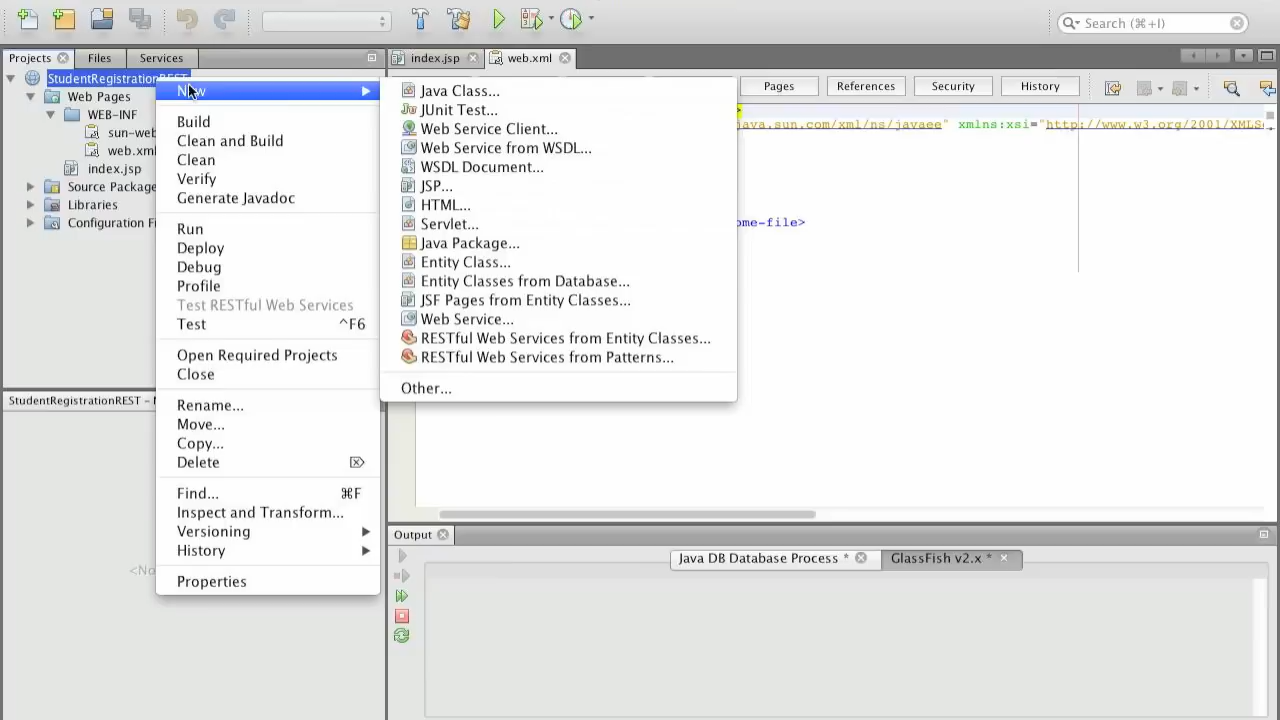 Search (⌘+I)
Projects
Files
Services
StudentRegistrationREST
Web Pages
WEB-INF
sun-web
web.xml
index.jsp
Source Package
Libraries
Configuration Fi
New
Build
Clean and Build
Clean
Verify
Generate Javadoc
Run
Deploy
Debug
Profile
Test RESTful Web Services
Test ^F6
Open Required Projects
Close
Rename...
Move...
Copy...
Delete
Find... ⌘F
Inspect and Transform...
Versioning
History
Properties
Java Class...
JUnit Test...
Web Service Client...
Web Service from WSDL...
WSDL Document...
JSP...
HTML...
Servlet...
Java Package...
Entity Class...
Entity Classes from Database...
JSF Pages from Entity Classes...
Web Service...
RESTful Web Services from Entity Classes...
RESTful Web Services from Patterns...
Other...
index.jsp
web.xml
Pages
References
Security
History
java.sun.com/xml/ns/javaee" xmlns:xsi="http://www.w3.org/2001/XMLS
ome-file>
StudentRegistrationREST –
<No
Output
Java DB Database Process *
GlassFish v2.x *